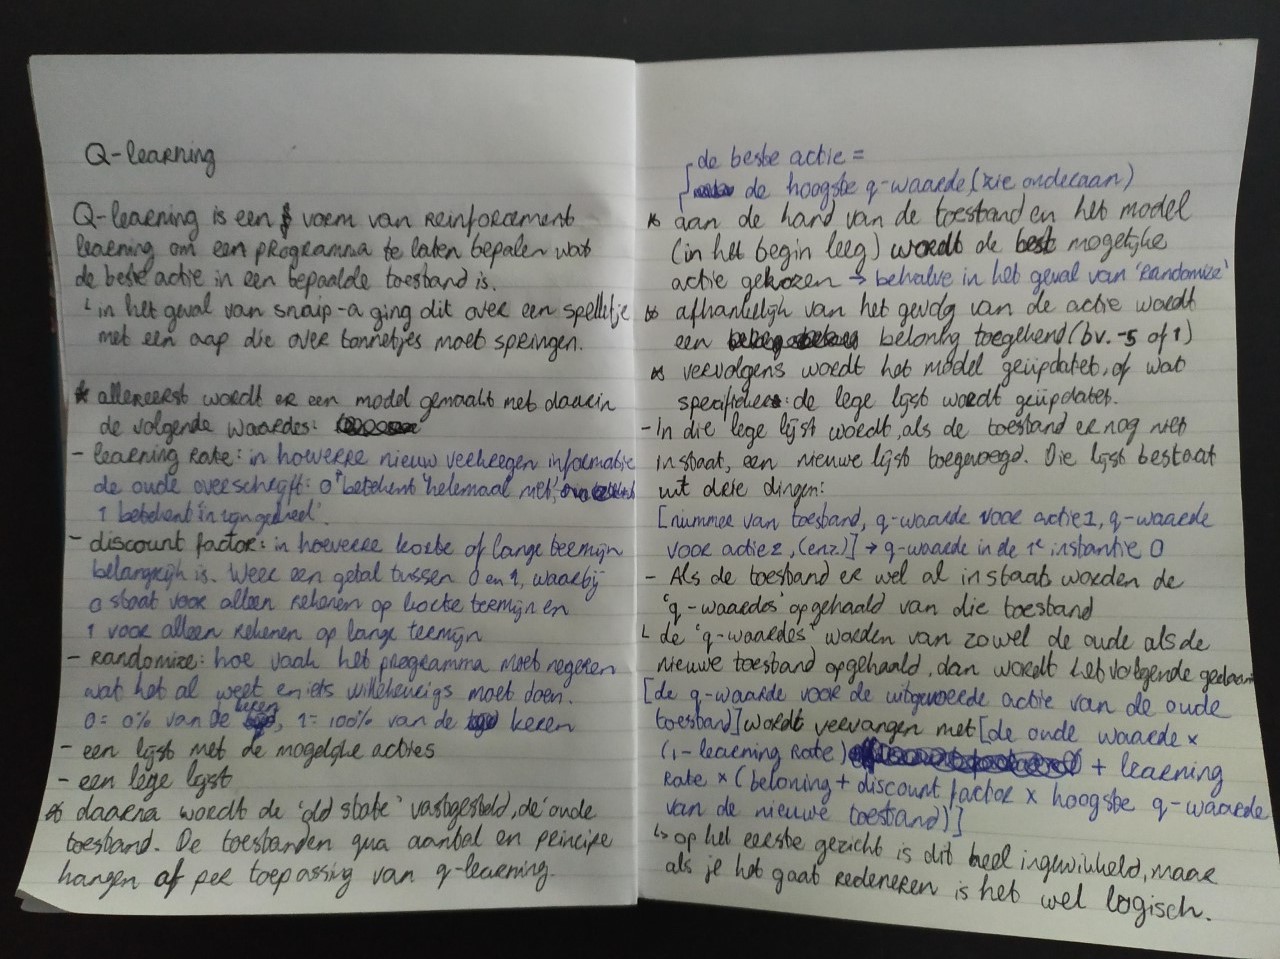 Q-learning
Q-learning is een vorm van Reinforcement
learning om een programma te laten bepalen wat
de beste actie in een bepaalde toestand is.
└ in het geval van snaip-a ging dit over een spelletje
met een aap die over tonnetjes moet springen.
* allereerst wordt er een model gemaakt met daarin
de volgende waardes:
- learning Rate: in hoeverre nieuw verkregen informatie
de oude overschrijft: 0 betekent 'helemaal niet',
1 betekent 'in zijn geheel'.
- discount factor: in hoeverre korte of lange termijn
belangrijk is. Weer een getal tussen 0 en 1, waarbij
0 staat voor alleen rekenen op korte termijn en
1 voor alleen rekenen op lange termijn
- Randomize: hoe vaak het programma moet negeren
wat het al weet en iets willekeurigs moet doen.
0 = 0% van de keren, 1 = 100% van de keren
- een lijst met de mogelijke acties
- een lege lijst
* daarna wordt de 'old state' vastgesteld, de oude
toestand. De toestanden qua aantal en principe
hangen af per toepassing van q-learning.
de beste actie =
de hoogste q-waarde (zie onderaan)
* aan de hand van de toestand en het model
(in het begin leeg) wordt de best mogelijke
actie gekozen → behalve in het geval van 'Randomize'
* afhankelijk van het gevolg van de actie wordt
een beloning toegekend (bv. -5 of 1)
* vervolgens wordt het model geüpdatet, of wat
specifieker: de lege lijst wordt geüpdatet.
- In die lege lijst wordt, als de toestand er nog niet
in staat, een nieuwe lijst toegevoegd. Die lijst bestaat
uit drie dingen:
[nummer van toestand, q-waarde voor actie 1, q-waarde
voor actie 2, (enz.)] → q-waarde in de 1e instantie 0
- Als de toestand er wel al in staat worden de
'q-waardes' opgehaald van die toestand
└ de 'q-waardes' worden van zowel de oude als de
nieuwe toestand opgehaald, dan wordt het volgende gedaan
[de q-waarde voor de uitgevoerde actie van de oude
toestand] wordt vervangen met [de oude waarde ×
(1-learning Rate) + learning
Rate × (beloning + discount factor × hoogste q-waarde
van de nieuwe toestand)]
↳ op het eerste gezicht is dit heel ingewikkeld, maar
als je het gaat redeneren is het wel logisch.